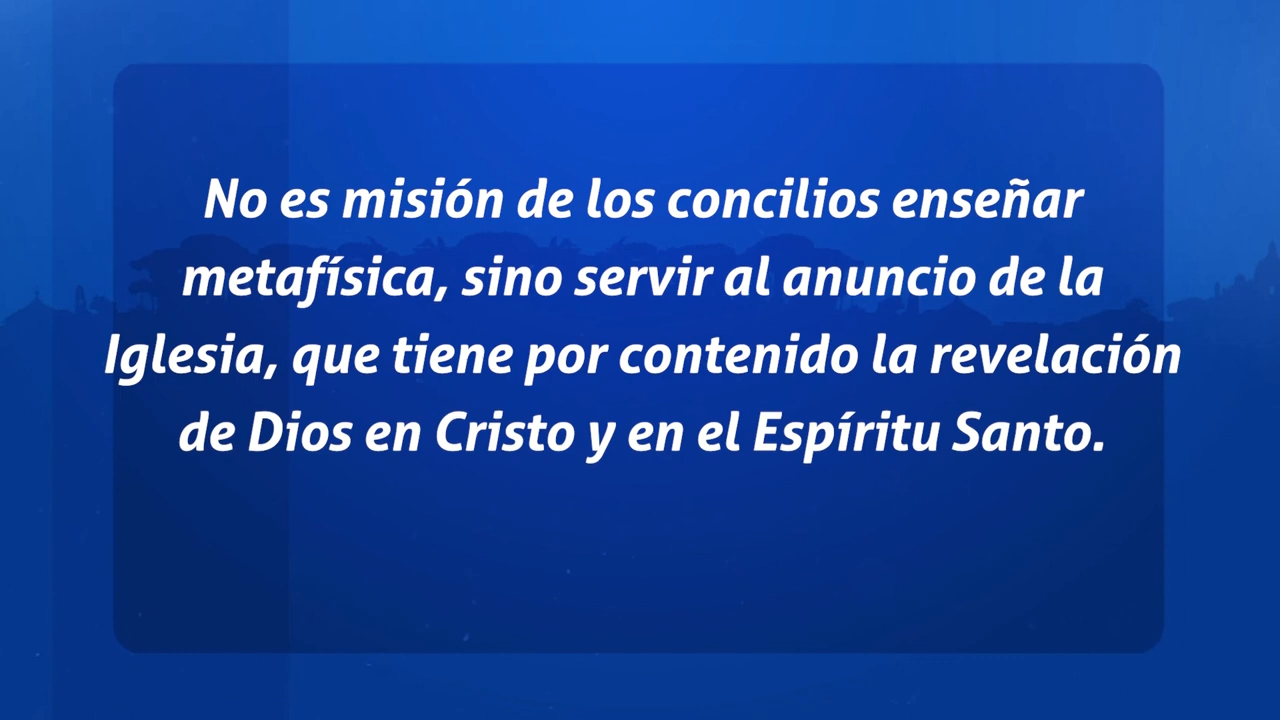 No es misión de los concilios enseñar
metafísica, sino servir al anuncio de la
Iglesia, que tiene por contenido la revelación
de Dios en Cristo y en el Espíritu Santo.